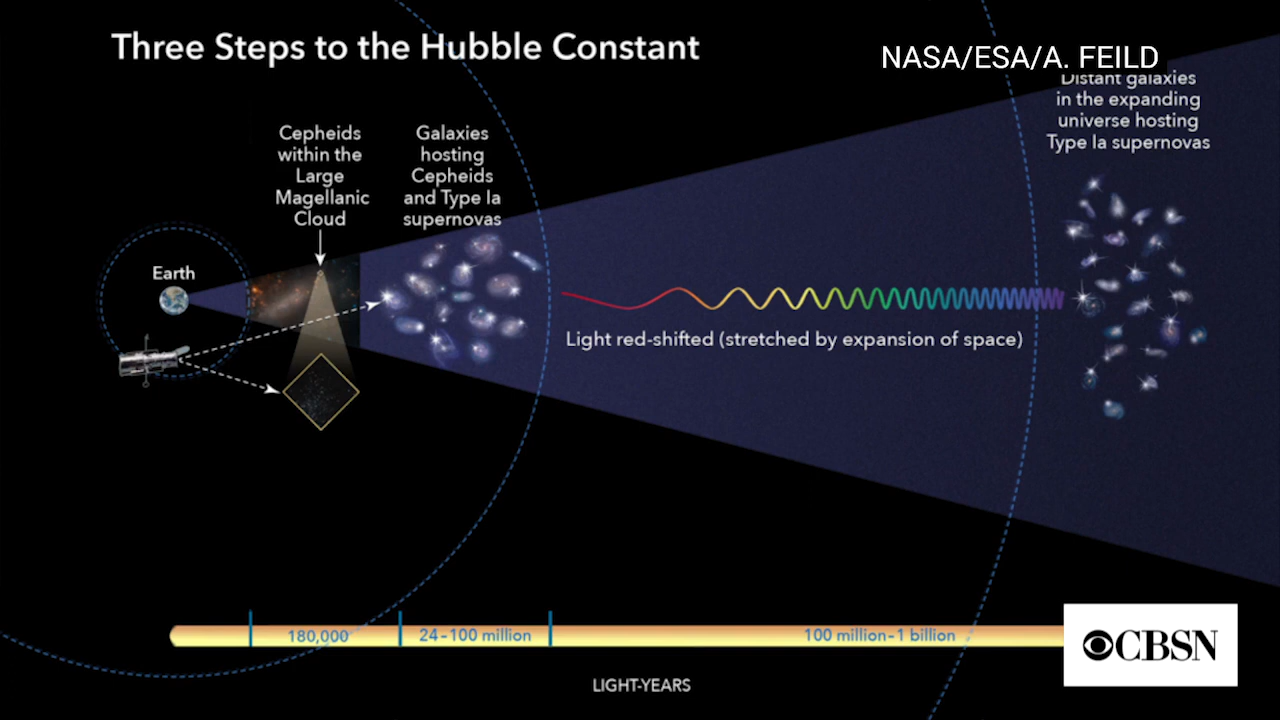 Three Steps to the Hubble Constant
NASA/ESA/A. FEILD
Distant galaxies
in the expanding
universe hosting
Type Ia supernovas
Cepheids
within the
Large
Magellanic
Cloud
Galaxies
hosting
Cepheids
and Type Ia
supernovas
Earth
Light red-shifted (stretched by expansion of space)
180,000
24–100 million
100 million–1 billion
LIGHT-YEARS
CBSN